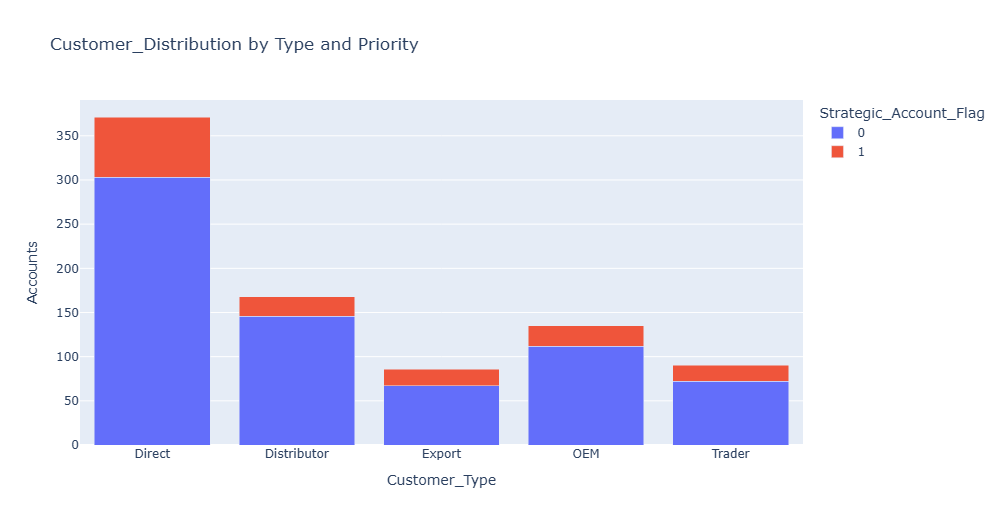 Customer_Distribution by Type and Priority
Strategic_Account_Flag
0
1
Accounts
350
300
250
200
150
100
50
0
Direct
Distributor
Export
OEM
Trader
Customer_Type